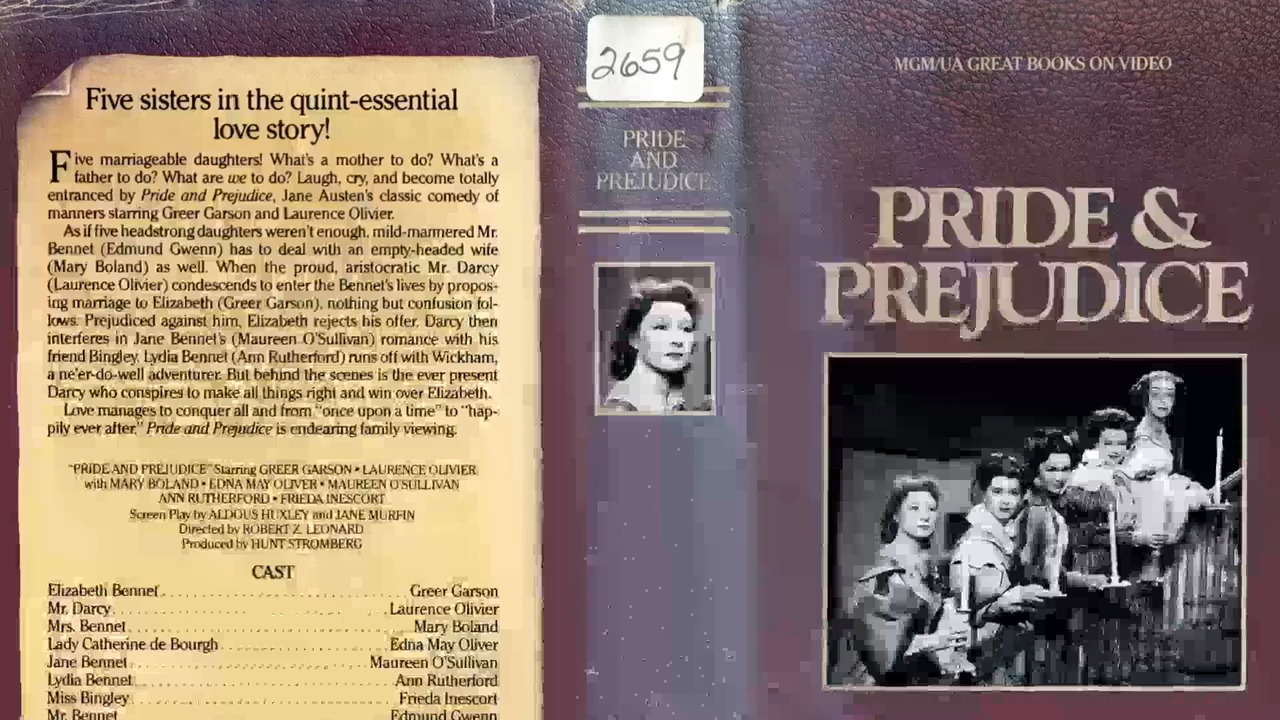 Five sisters in the quint-essential
love story!
Five marriageable daughters! What's a mother to do? What's a
father to do? What are we to do? Laugh, cry, and become totally
entranced by Pride and Prejudice, Jane Austen's classic comedy of
manners starring Greer Garson and Laurence Olivier.
As if five headstrong daughters weren't enough, mild-mannered Mr.
Bennet (Edmund Gwenn) has to deal with an empty-headed wife
(Mary Boland) as well. When the proud, aristocratic Mr. Darcy
(Laurence Olivier) condescends to enter the Bennet's lives by propos-
ing marriage to Elizabeth (Greer Garson), nothing but confusion fol-
lows. Prejudiced against him, Elizabeth rejects his offer. Darcy then
interferes in Jane Bennet's (Maureen O'Sullivan) romance with his
friend Bingley. Lydia Bennet (Ann Rutherford) runs off with Wickham,
a ne'er-do-well adventurer. But behind the scenes is the ever present
Darcy who conspires to make all things right and win over Elizabeth.
Love manages to conquer all and from "once upon a time" to "hap-
pily ever after," Pride and Prejudice is endearing family viewing.
"PRIDE AND PREJUDICE" Starring GREER GARSON • LAURENCE OLIVIER
with MARY BOLAND • EDNA MAY OLIVER • MAUREEN O'SULLIVAN
ANN RUTHERFORD • FRIEDA INESCORT
Screen Play by ALDOUS HUXLEY and JANE MURFIN
Directed by ROBERT Z. LEONARD
Produced by HUNT STROMBERG
CAST
Elizabeth Bennet Greer Garson
Mr. Darcy Laurence Olivier
Mrs. Bennet Mary Boland
Lady Catherine de Bourgh Edna May Oliver
Jane Bennet Maureen O'Sullivan
Lydia Bennet Ann Rutherford
Miss Bingley Frieda Inescort
Mr. Bennet Edmund Gwenn
2659
PRIDE
AND
PREJUDICE
MGM/UA GREAT BOOKS ON VIDEO
PRIDE &
PREJUDICE